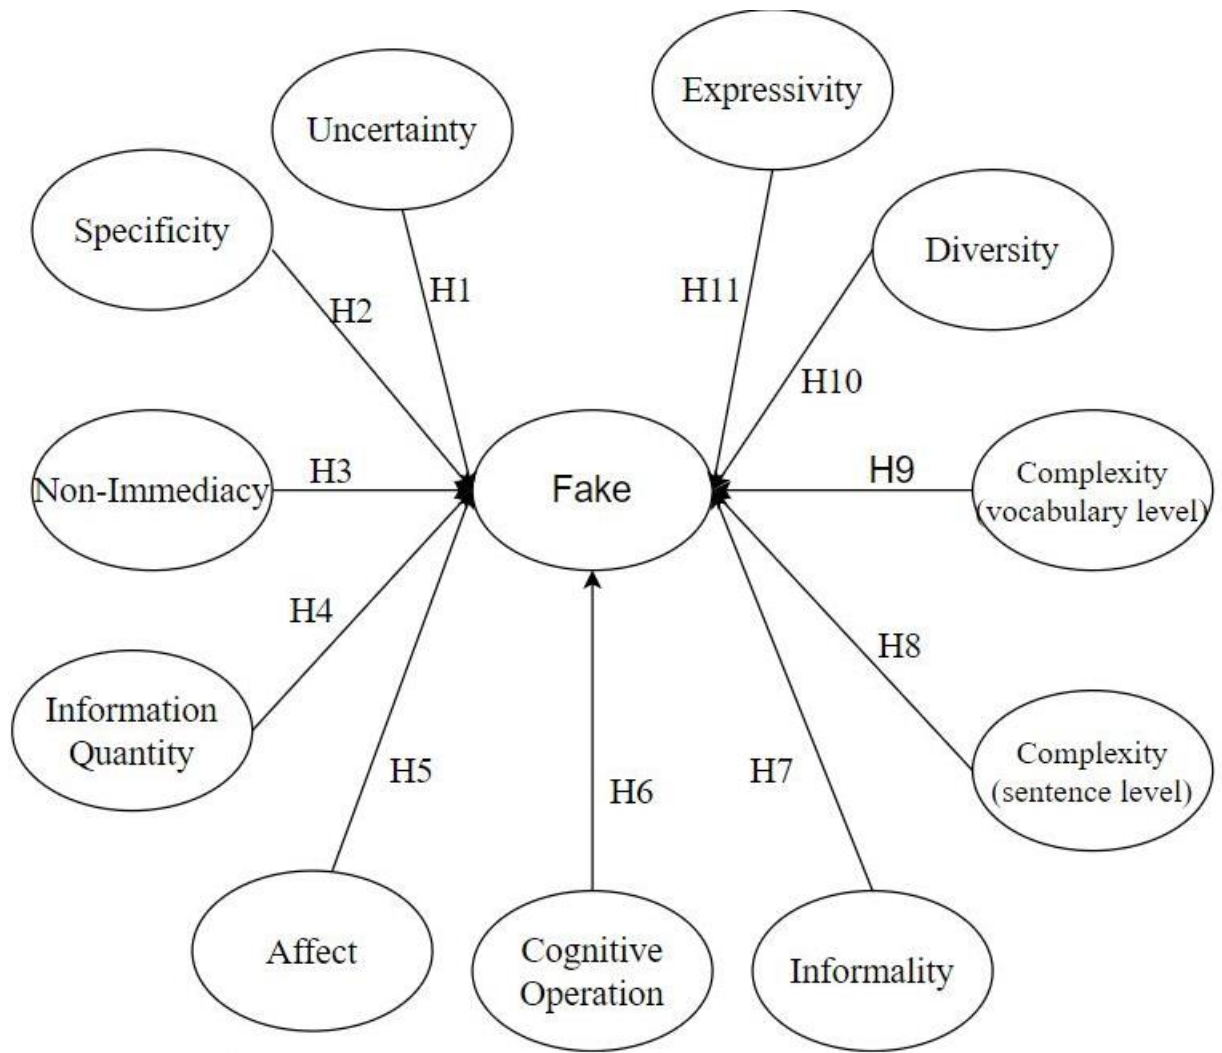 Expressivity
Uncertainty
Specificity
Diversity
H1
H11
H2
H10
H3
Fake
H9
Non-Immediacy
Complexity
(vocabulary level)
H4
H8
Information
Quantity
H5
H6
H7
Complexity
(sentence level)
Affect
Cognitive
Operation
Informality